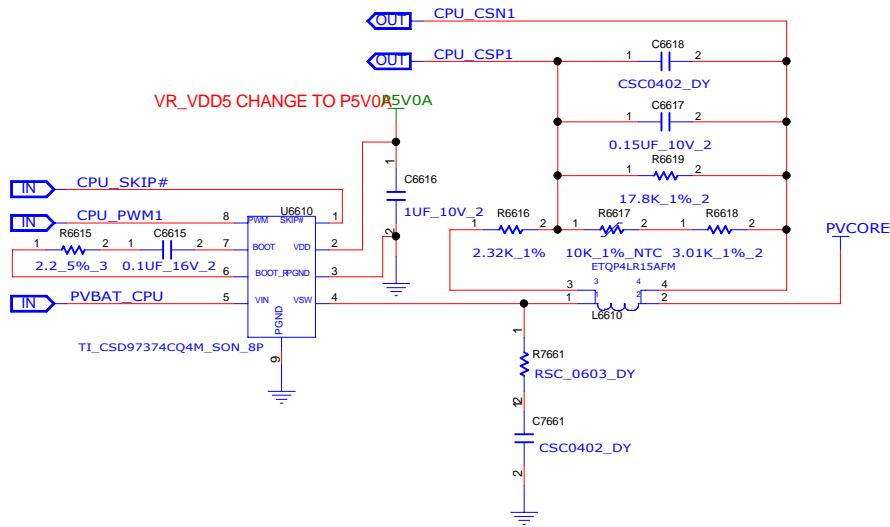 OUT CPU_CSN1
OUT CPU_CSP1
1 C6618 2
CSC0402_DY
VR_VDD5 CHANGE TO P5V0A
1 C6617 2
0.15UF_10V_2
1 R6619 2
17.8K_1%_2
1
C6616
1UF_10V_2
2
IN CPU_SKIP#
IN CPU_PWM1
U6610
8 PWM SKIP# 1
1 R6615 2 1 C6615 2 7 BOOT VDD 2
2.2_5%_3 0.1UF_16V_2
6 BOOT_R PGND 3
IN PVBAT_CPU 5 VIN VSW 4
PGND
9
TI_CSD97374CQ4M_SON_8P
1 R6616 2 1 R6617 2 1 R6618 2
2.32K_1% 10K_1%_NTC 3.01K_1%_2
PVCORE
ETQP4LR15AFM
3 3 4 4
1 1 2 2
L6610
1
R7661
RSC_0603_DY
2
1
C7661
CSC0402_DY
2